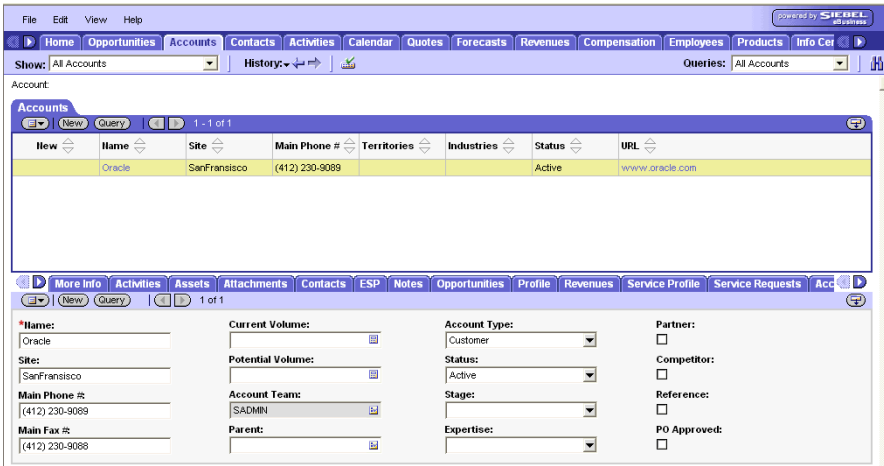 File Edit View Help
powered by SIEBEL eBusiness
Home Opportunities Accounts Contacts Activities Calendar Quotes Forecasts Revenues Compensation Employees Products Info Cer
Show: All Accounts History: Queries: All Accounts
Account:
Accounts
New Query 1 - 1 of 1
New Name Site Main Phone # Territories Industries Status URL
Oracle SanFransisco (412) 230-9089 Active www.oracle.com
More Info Activities Assets Attachments Contacts ESP Notes Opportunities Profile Revenues Service Profile Service Requests Acc
New Query 1 of 1
*Name: Current Volume: Account Type: Partner:
Oracle Customer
Site: Potential Volume: Status: Competitor:
SanFransisco Active
Main Phone #: Account Team: Stage: Reference:
(412) 230-9089 SADMIN
Main Fax #: Parent: Expertise: PO Approved:
(412) 230-9088